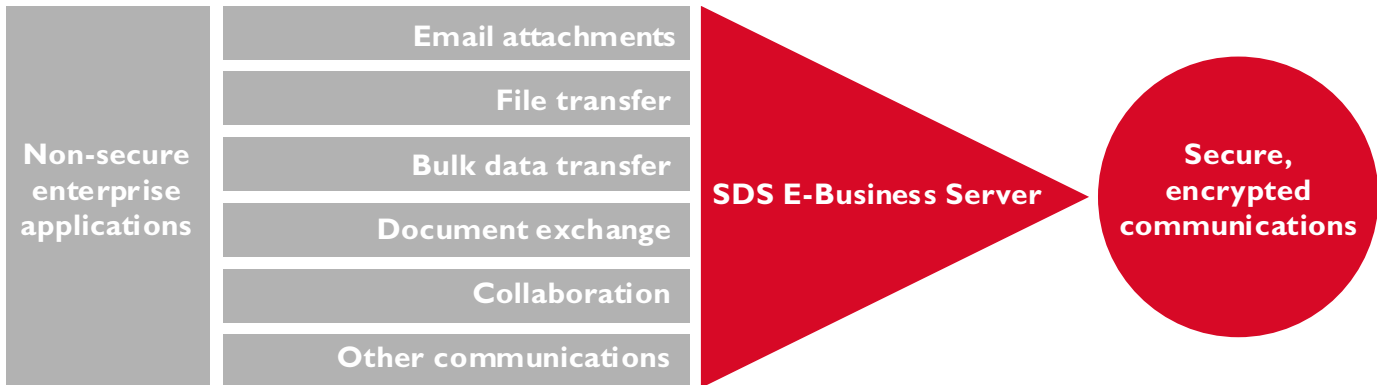 Non-secure
enterprise
applications
Email attachments
File transfer
Bulk data transfer
Document exchange
Collaboration
Other communications
SDS E-Business Server
Secure,
encrypted
communications